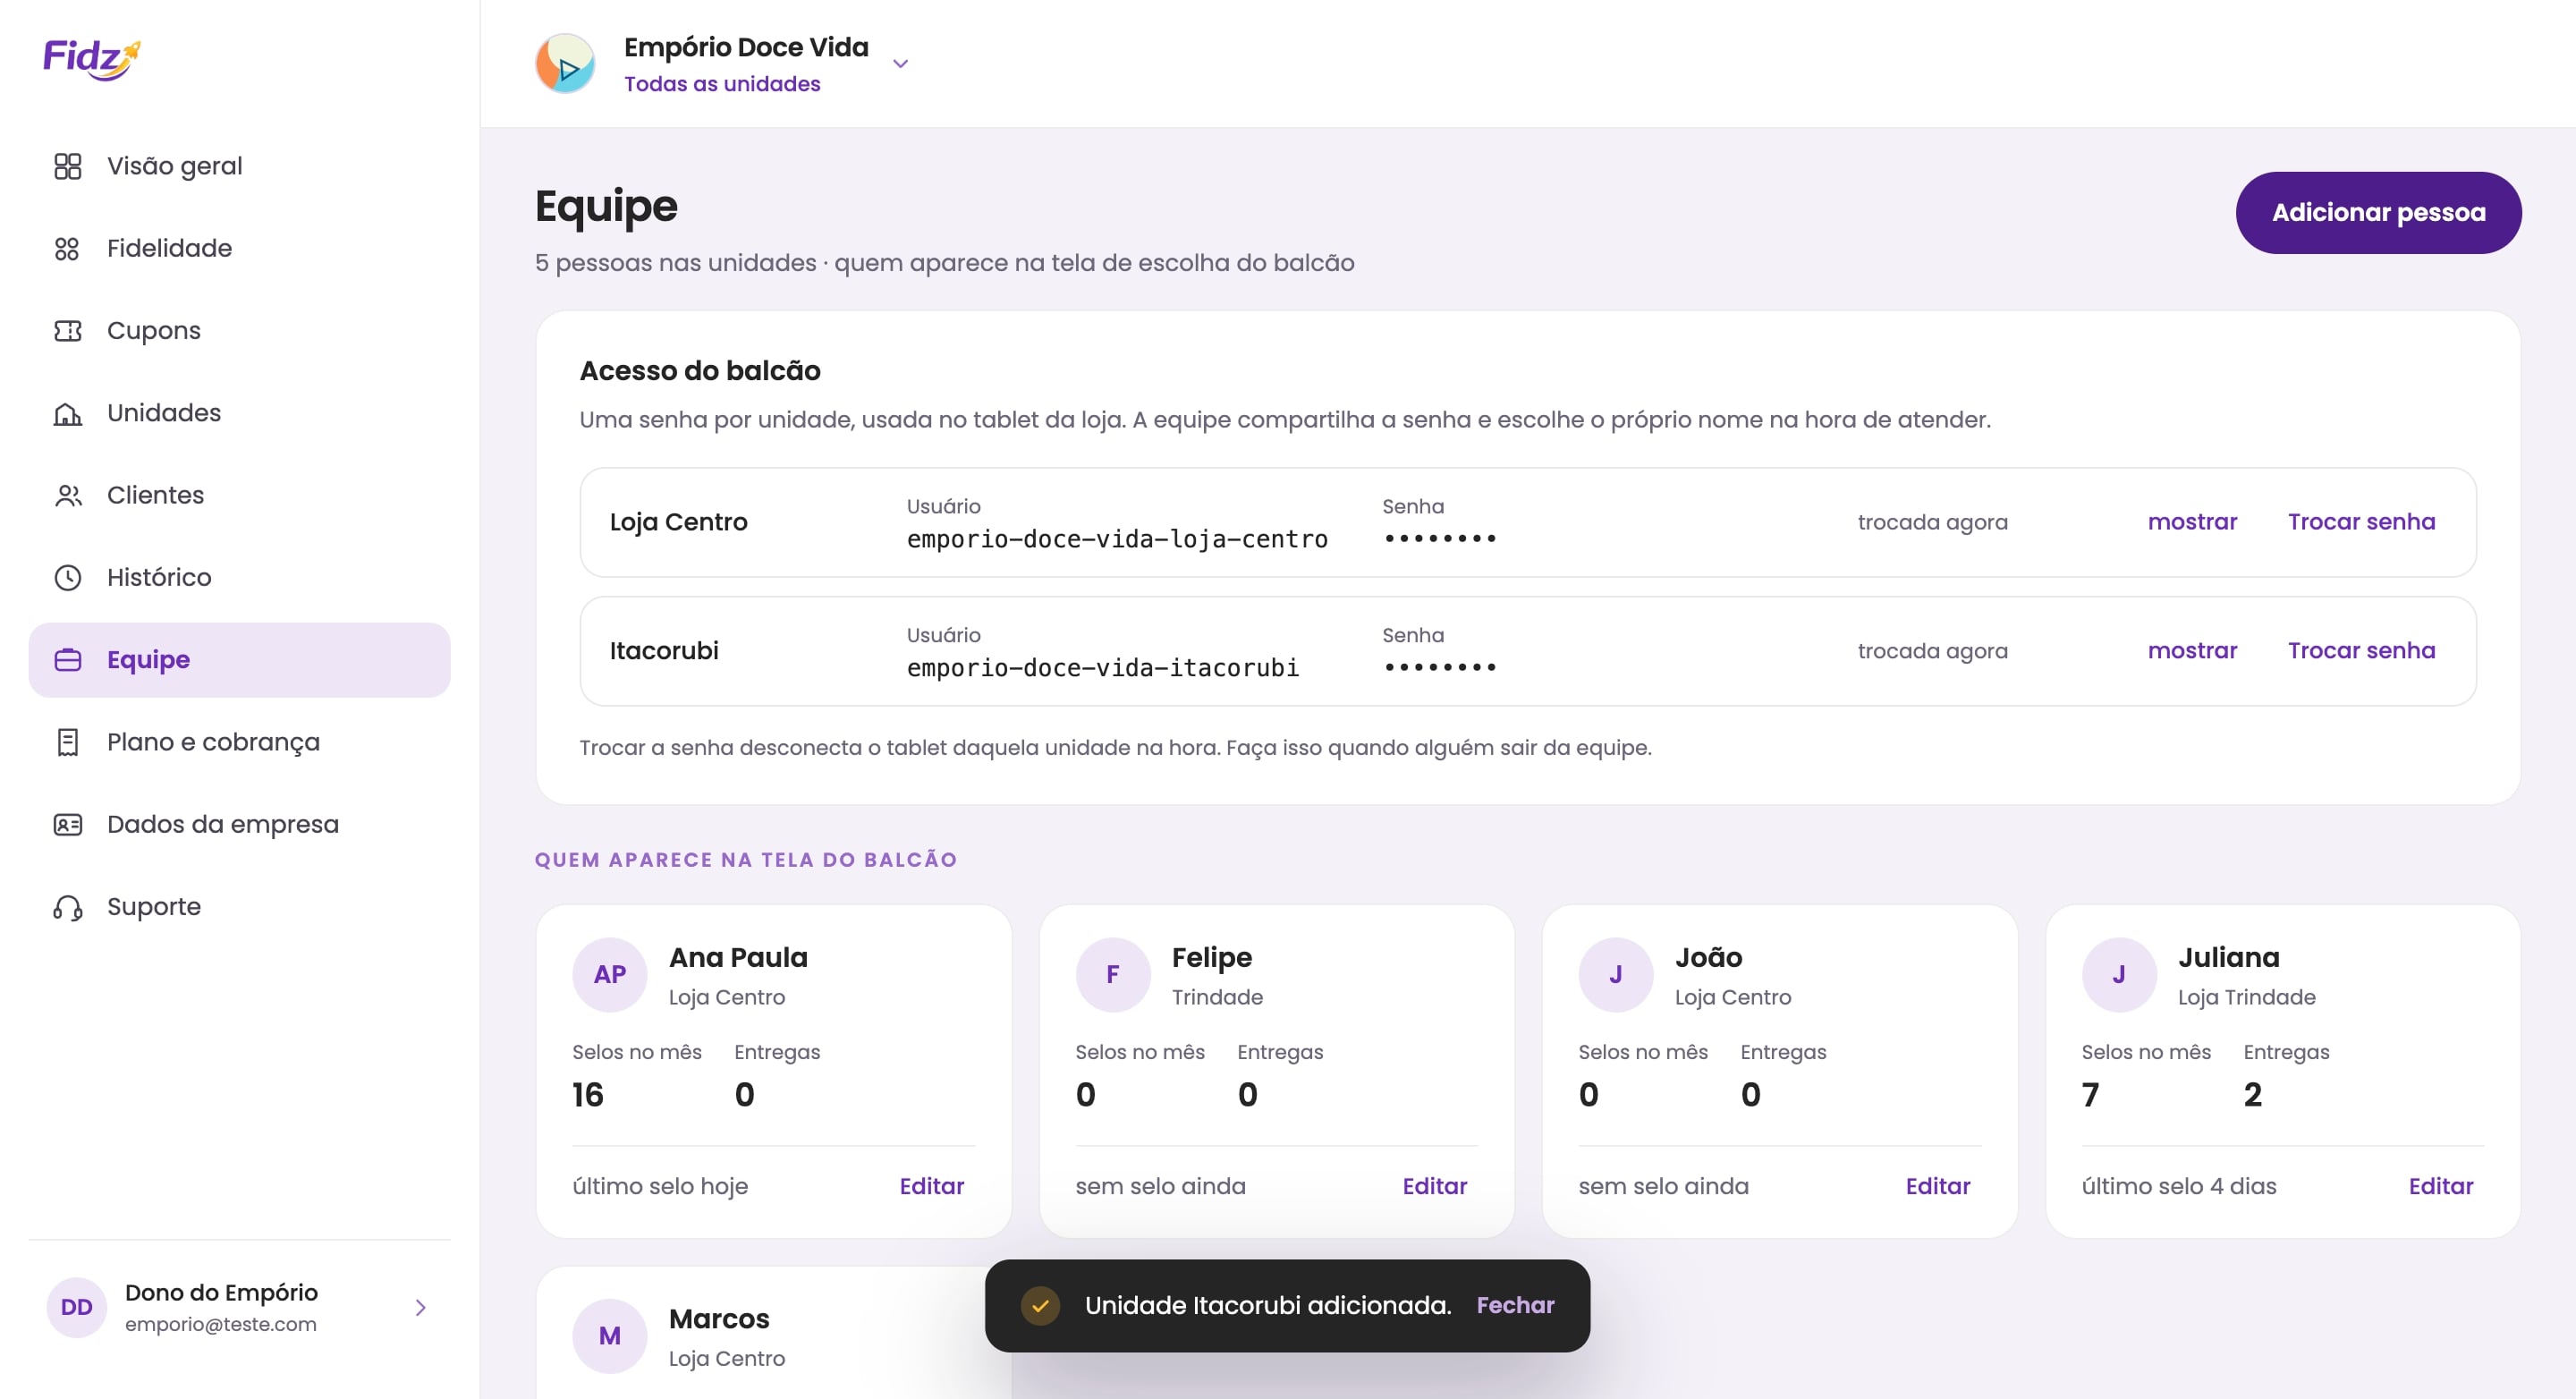 Fidz
Visão geral
Fidelidade
Cupons
Unidades
Clientes
Histórico
Equipe
Plano e cobrança
Dados da empresa
Suporte
DD
Dono do Empório
emporio@teste.com
Empório Doce Vida
Todas as unidades
Equipe
5 pessoas nas unidades · quem aparece na tela de escolha do balcão
Adicionar pessoa
Acesso do balcão
Uma senha por unidade, usada no tablet da loja. A equipe compartilha a senha e escolhe o próprio nome na hora de atender.
Loja Centro
Usuário
emporio-doce-vida-loja-centro
Senha
••••••••
trocada agora
mostrar
Trocar senha
Itacorubi
Usuário
emporio-doce-vida-itacorubi
Senha
••••••••
trocada agora
mostrar
Trocar senha
Trocar a senha desconecta o tablet daquela unidade na hora. Faça isso quando alguém sair da equipe.
QUEM APARECE NA TELA DO BALCÃO
AP
Ana Paula
Loja Centro
Selos no mês Entregas
16 0
último selo hoje
Editar
F
Felipe
Trindade
Selos no mês Entregas
0 0
sem selo ainda
Editar
J
João
Loja Centro
Selos no mês Entregas
0 0
sem selo ainda
Editar
J
Juliana
Loja Trindade
Selos no mês Entregas
7 2
último selo 4 dias
Editar
M
Marcos
Loja Centro
Unidade Itacorubi adicionada. Fechar